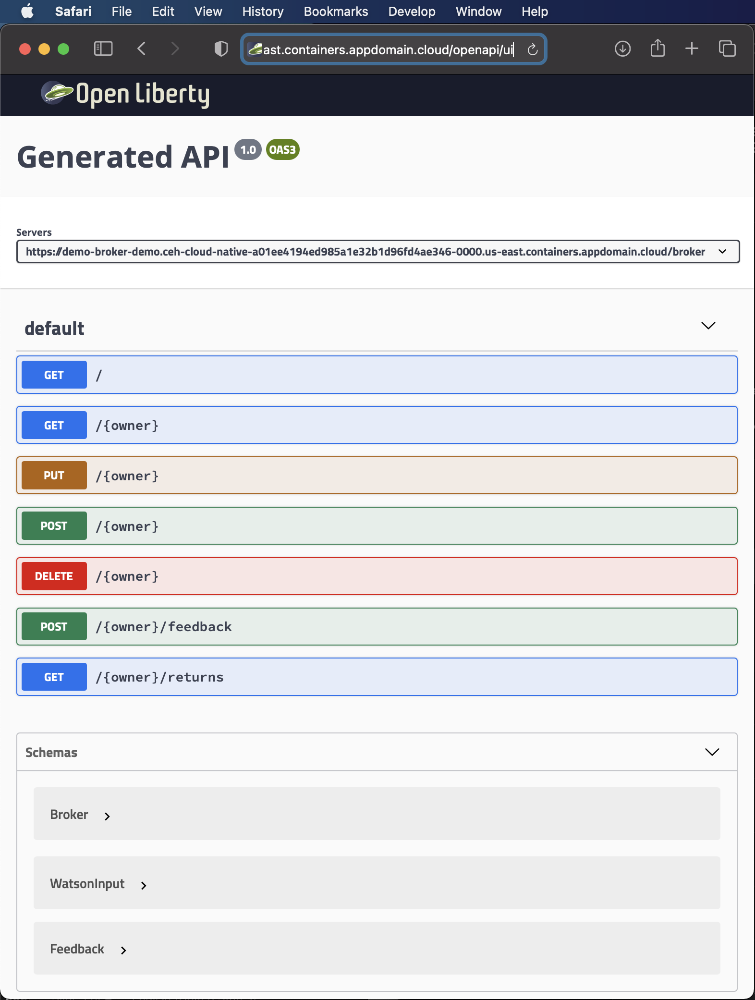 Safari File Edit View History Bookmarks Develop Window Help
ast.containers.appdomain.cloud/openapi/ui
Open Liberty
Generated API 1.0 OAS3
Servers
https://demo-broker-demo.ceh-cloud-native-a01ee4194ed985a1e32b1d96fd4ae346-0000.us-east.containers.appdomain.cloud/broker
default
GET /
GET /{owner}
PUT /{owner}
POST /{owner}
DELETE /{owner}
POST /{owner}/feedback
GET /{owner}/returns
Schemas
Broker
WatsonInput
Feedback